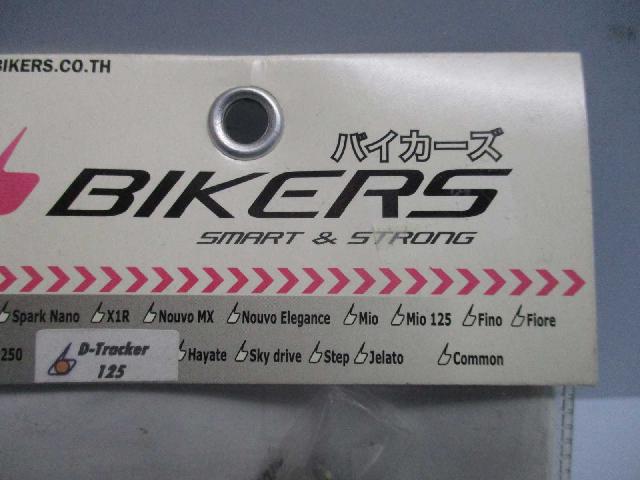 BIKERS.CO.TH
バイカーズ
BIKERS
SMART & STRONG
Spark Nano X1R Nouvo MX Nouvo Elegance Mio Mio 125 Fino Fiore
250 D-Tracker 125 Hayate Sky drive Step Jelato Common